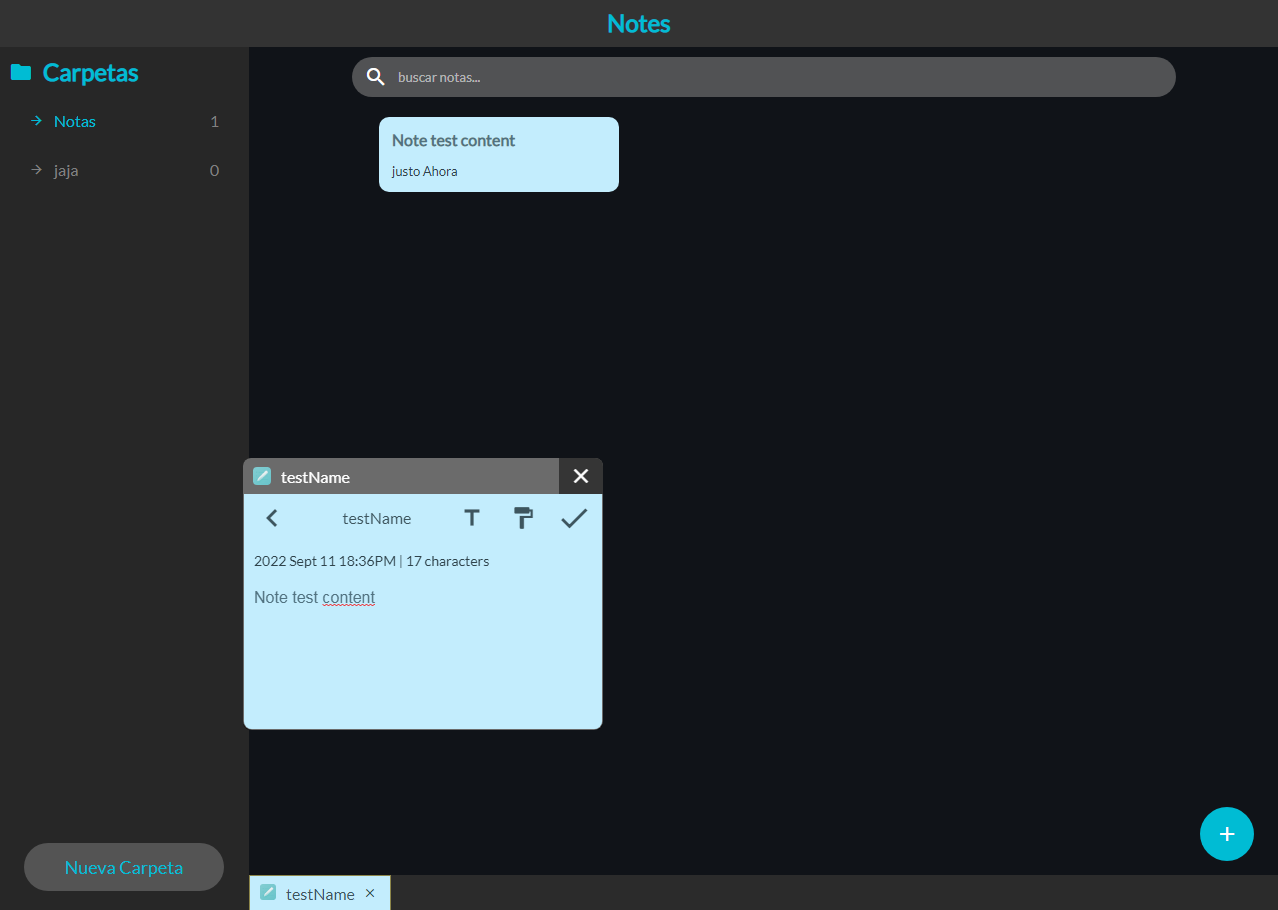 Notes
Carpetas
Notas 1
jaja 0
buscar notas...
Note test content
justo Ahora
testName
testName
2022 Sept 11 18:36PM | 17 characters
Note test content
Nueva Carpeta
testName